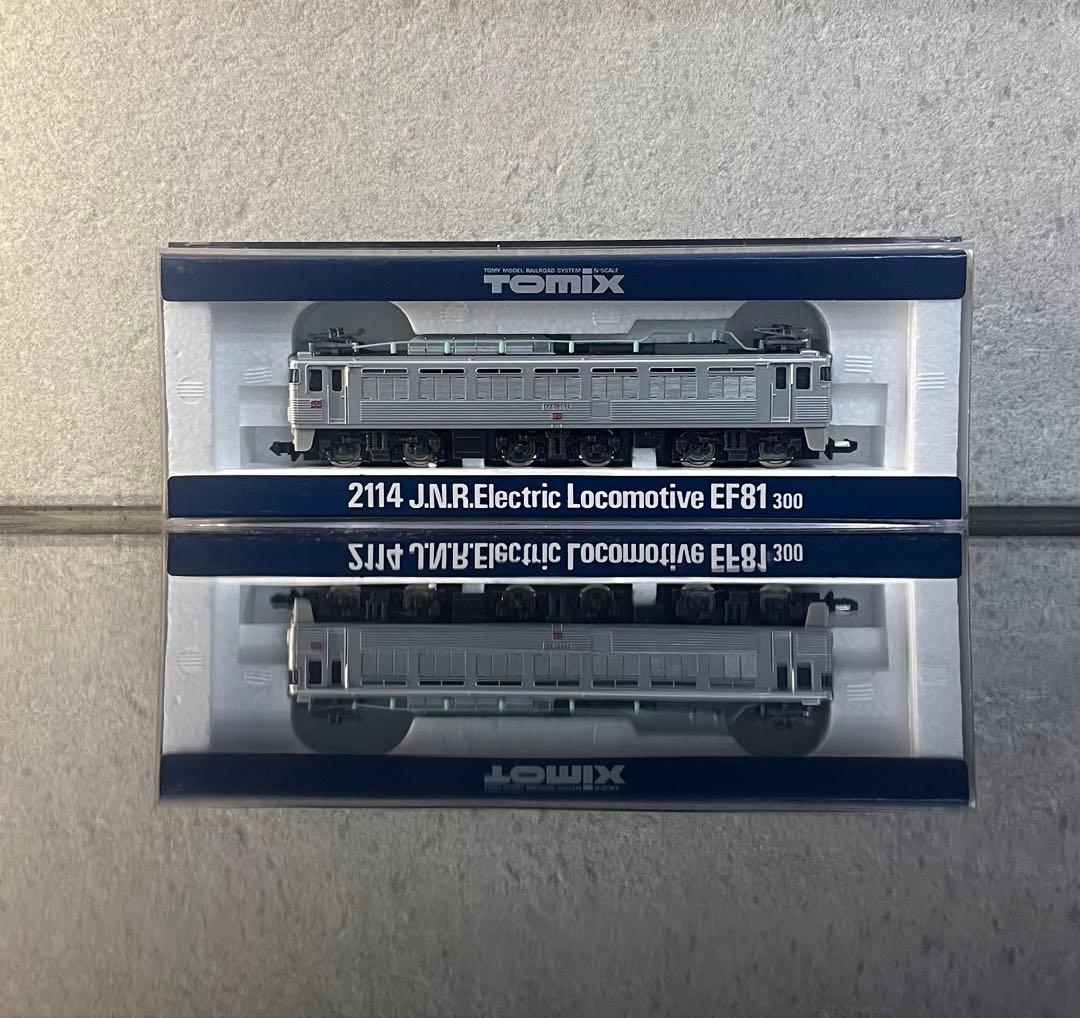 TOMY MODEL RAILROAD SYSTEM N-SCALE
TOMIX
2114 J.N.R.Electric Locomotive EF81 300